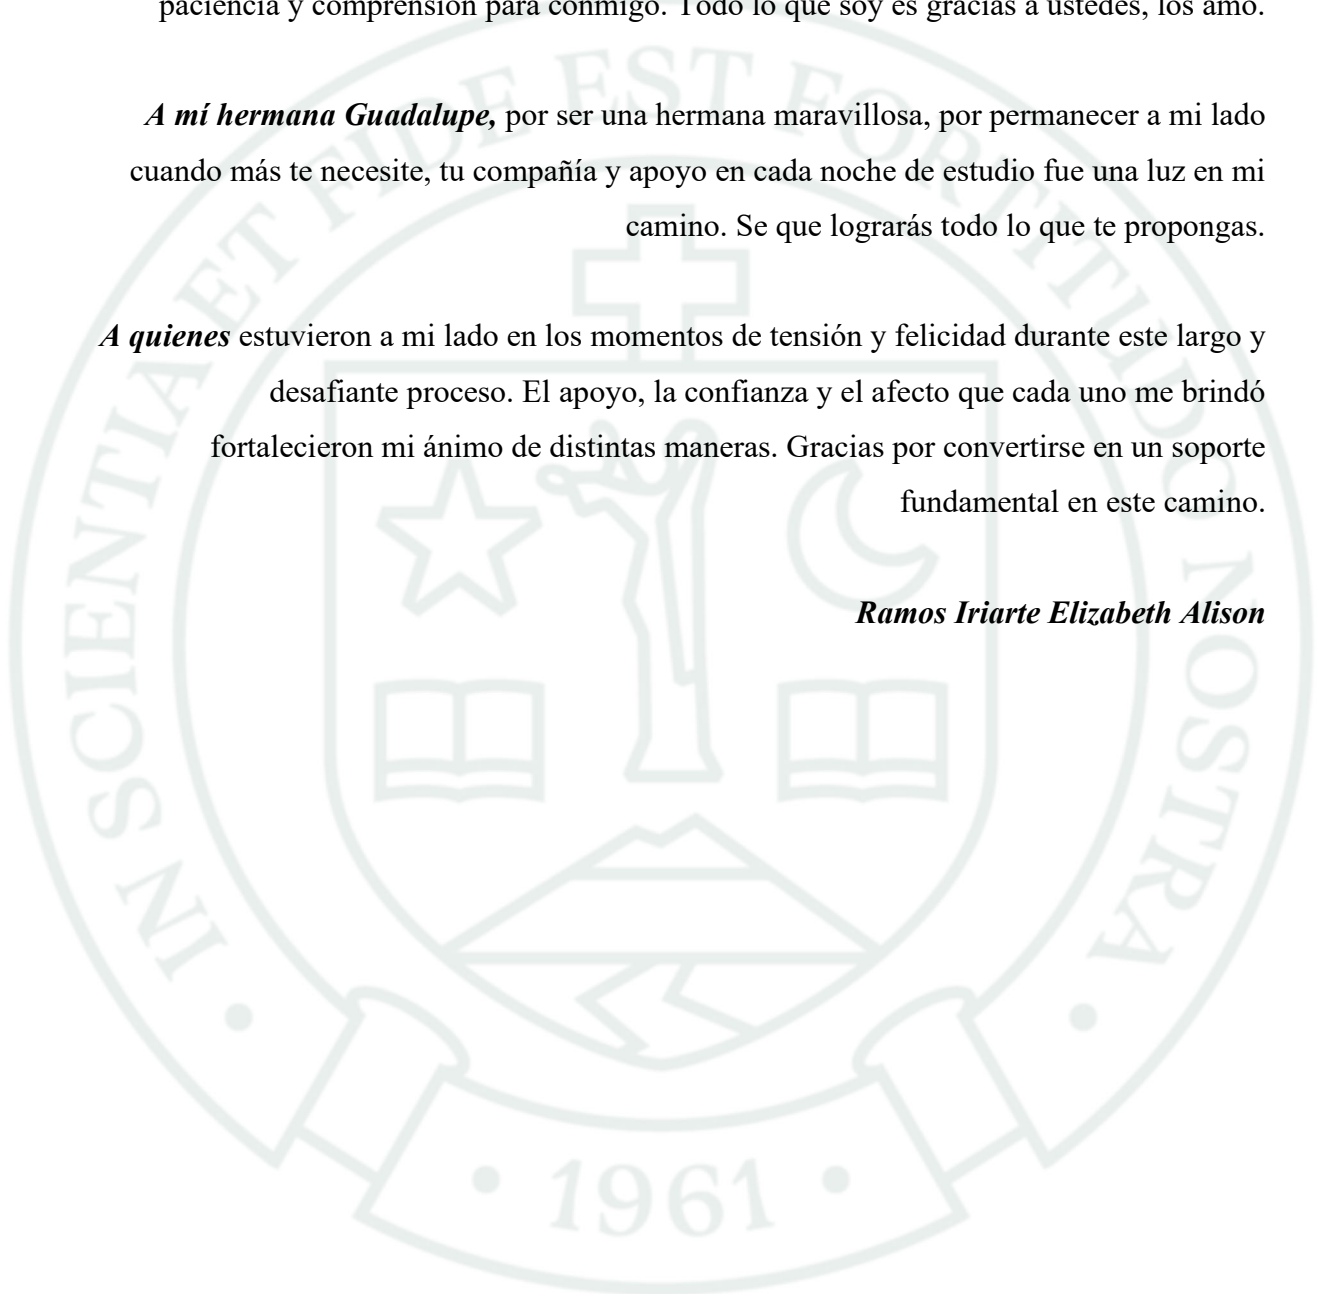 paciencia y comprensión para conmigo. Todo lo que soy es gracias a ustedes, los amo.
A mí hermana Guadalupe, por ser una hermana maravillosa, por permanecer a mi lado
cuando más te necesite, tu compañía y apoyo en cada noche de estudio fue una luz en mi
camino. Se que lograrás todo lo que te propongas.
A quienes estuvieron a mi lado en los momentos de tensión y felicidad durante este largo y
desafiante proceso. El apoyo, la confianza y el afecto que cada uno me brindó
fortalecieron mi ánimo de distintas maneras. Gracias por convertirse en un soporte
fundamental en este camino.
Ramos Iriarte Elizabeth Alison
IN SCIENTIA ET FIDE EST FORTITUDO NOSTRA
• 1961 •